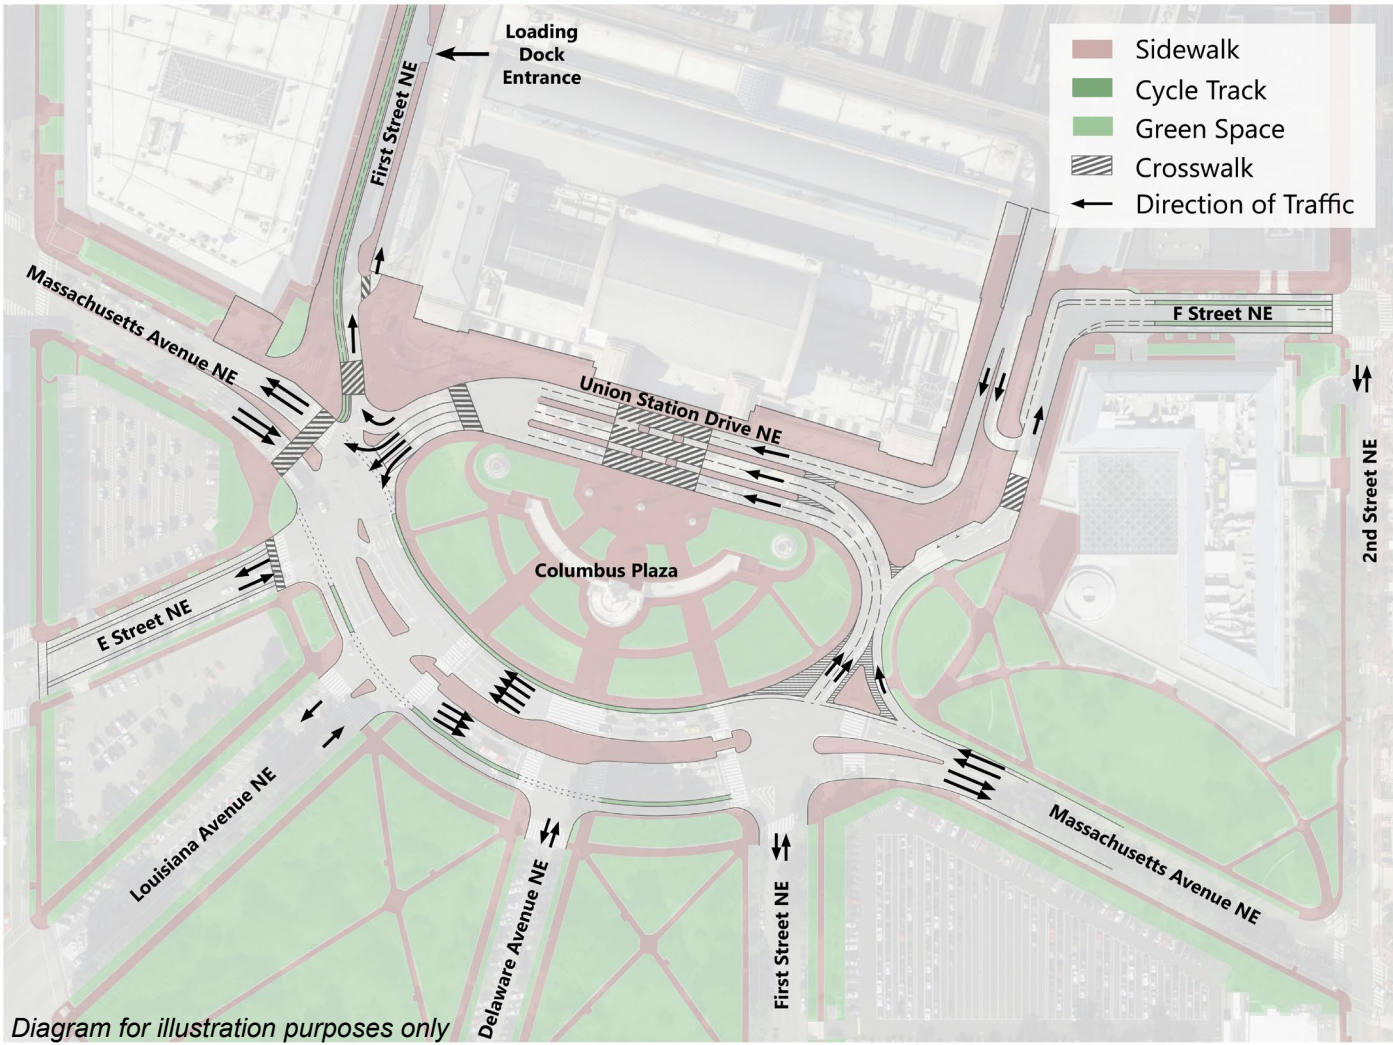 Loading
Dock
Entrance
Sidewalk
Cycle Track
Green Space
Crosswalk
Direction of Traffic
First Street NE
Massachusetts Avenue NE
F Street NE
Union Station Drive NE
2nd Street NE
Columbus Plaza
E Street NE
Louisiana Avenue NE
Delaware Avenue NE
First Street NE
Massachusetts Avenue NE
Diagram for illustration purposes only